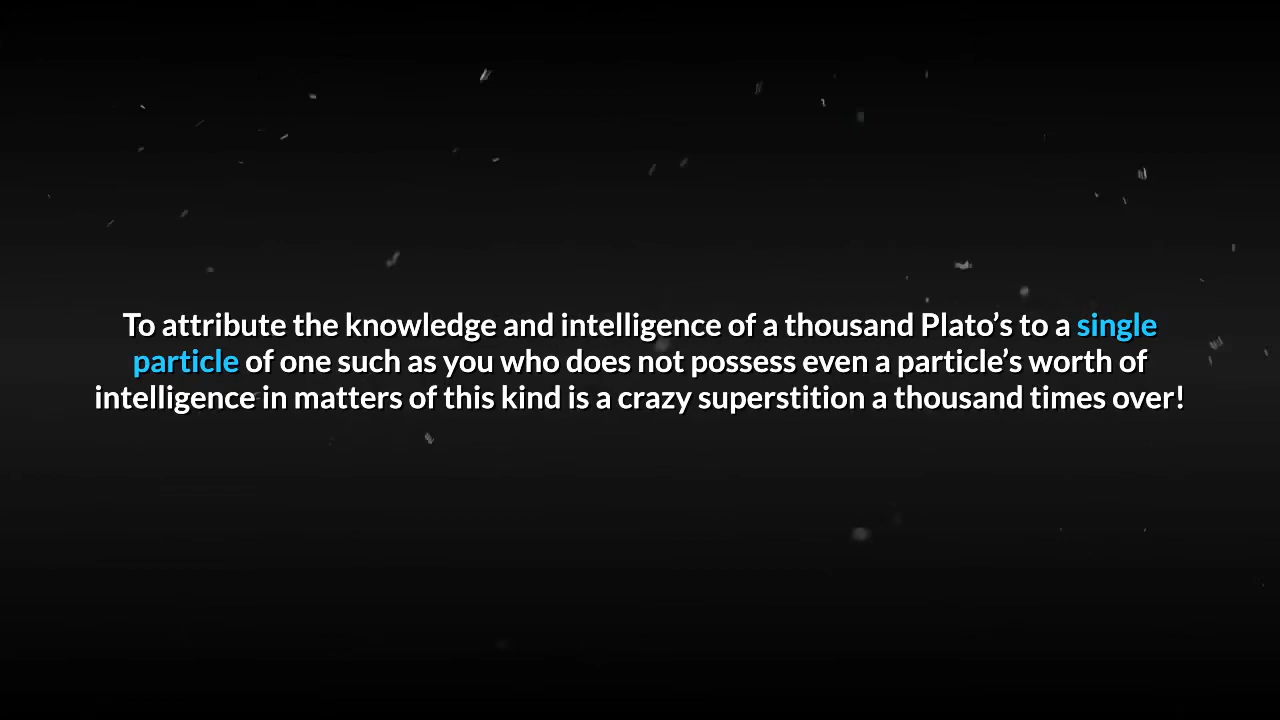 To attribute the knowledge and intelligence of a thousand Plato’s to a single
particle of one such as you who does not possess even a particle’s worth of
intelligence in matters of this kind is a crazy superstition a thousand times over!